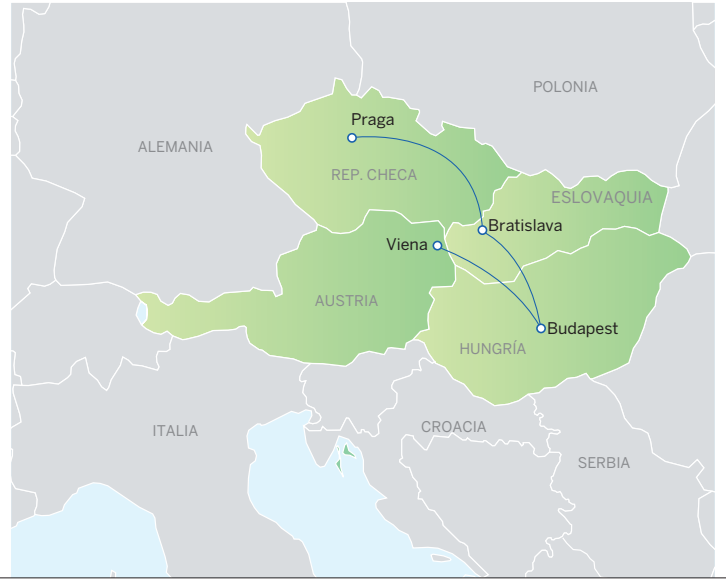 POLONIA
Praga
ALEMANIA
REP. CHECA
ESLOVAQUIA
Bratislava
Viena
AUSTRIA
Budapest
HUNGRÍA
CROACIA
ITALIA
SERBIA